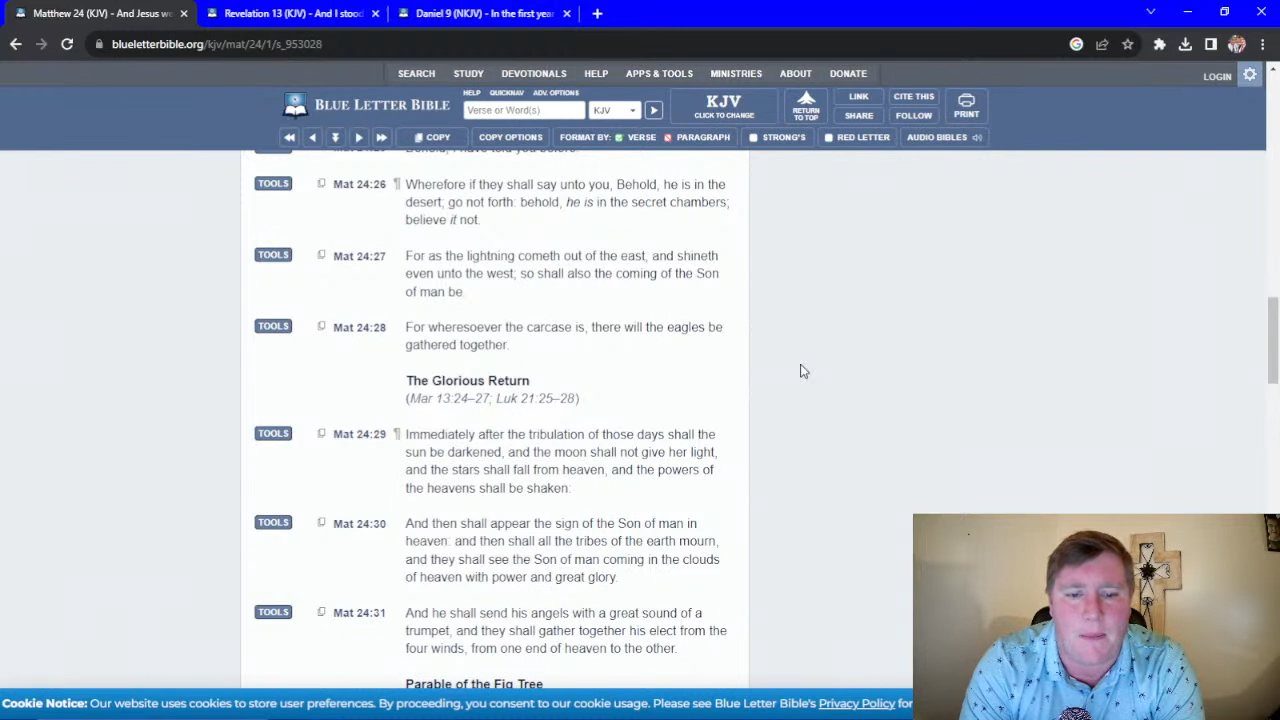 Matthew 24 (KJV) - And Jesus we
Revelation 13 (KJV) - And I stood
Daniel 9 (NKJV) - In the first year
blueletterbible.org/kjv/mat/24/1/s_953028
SEARCH STUDY DEVOTIONALS HELP APPS & TOOLS MINISTRIES ABOUT DONATE LOGIN
HELP QUICKNAV ADV. OPTIONS
BLUE LETTER BIBLE
Verse or Word(s)
KJV
KJV
CLICK TO CHANGE
RETURN
TO TOP
LINK
CITE THIS
SHARE
FOLLOW
PRINT
COPY COPY OPTIONS FORMAT BY: VERSE PARAGRAPH STRONG'S RED LETTER AUDIO BIBLES
Behold, I have told you before.
TOOLS Mat 24:26 ¶ Wherefore if they shall say unto you, Behold, he is in the
desert; go not forth: behold, he is in the secret chambers;
believe it not.
TOOLS Mat 24:27 For as the lightning cometh out of the east, and shineth
even unto the west; so shall also the coming of the Son
of man be.
TOOLS Mat 24:28 For wheresoever the carcase is, there will the eagles be
gathered together.
The Glorious Return
(Mar 13:24–27; Luk 21:25–28)
TOOLS Mat 24:29 ¶ Immediately after the tribulation of those days shall the
sun be darkened, and the moon shall not give her light,
and the stars shall fall from heaven, and the powers of
the heavens shall be shaken:
TOOLS Mat 24:30 And then shall appear the sign of the Son of man in
heaven: and then shall all the tribes of the earth mourn,
and they shall see the Son of man coming in the clouds
of heaven with power and great glory.
TOOLS Mat 24:31 And he shall send his angels with a great sound of a
trumpet, and they shall gather together his elect from the
four winds, from one end of heaven to the other.
Parable of the Fig Tree
Cookie Notice: Our website uses cookies to store user preferences. By proceeding, you consent to our cookie usage. Please see Blue Letter Bible's Privacy Policy for